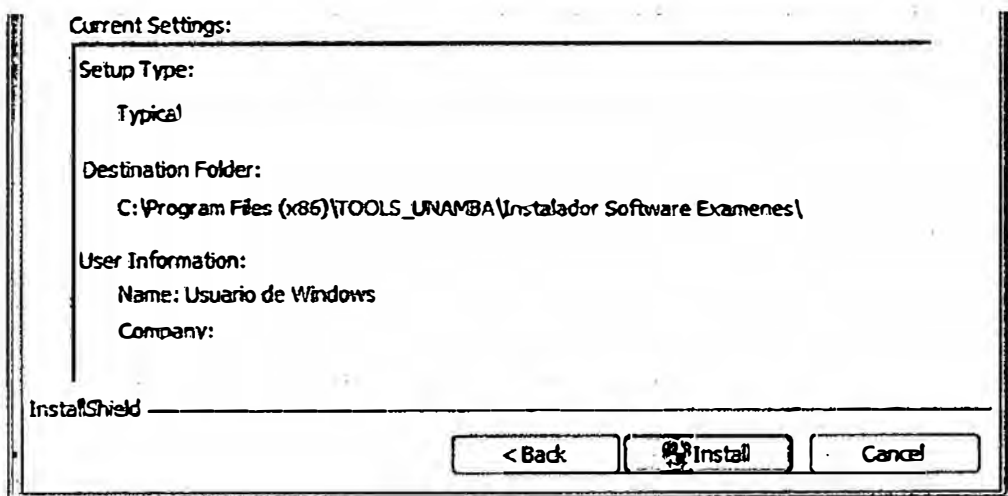 Current Settings:
Setup Type:
Typical
Destination Folder:
C:\Program Files (x86)\TOOLS_UNAMBA\Instalador Software Examenes\
User Information:
Name: Usuario de Windows
Company:
InstallShield
< Back
Install
Cancel